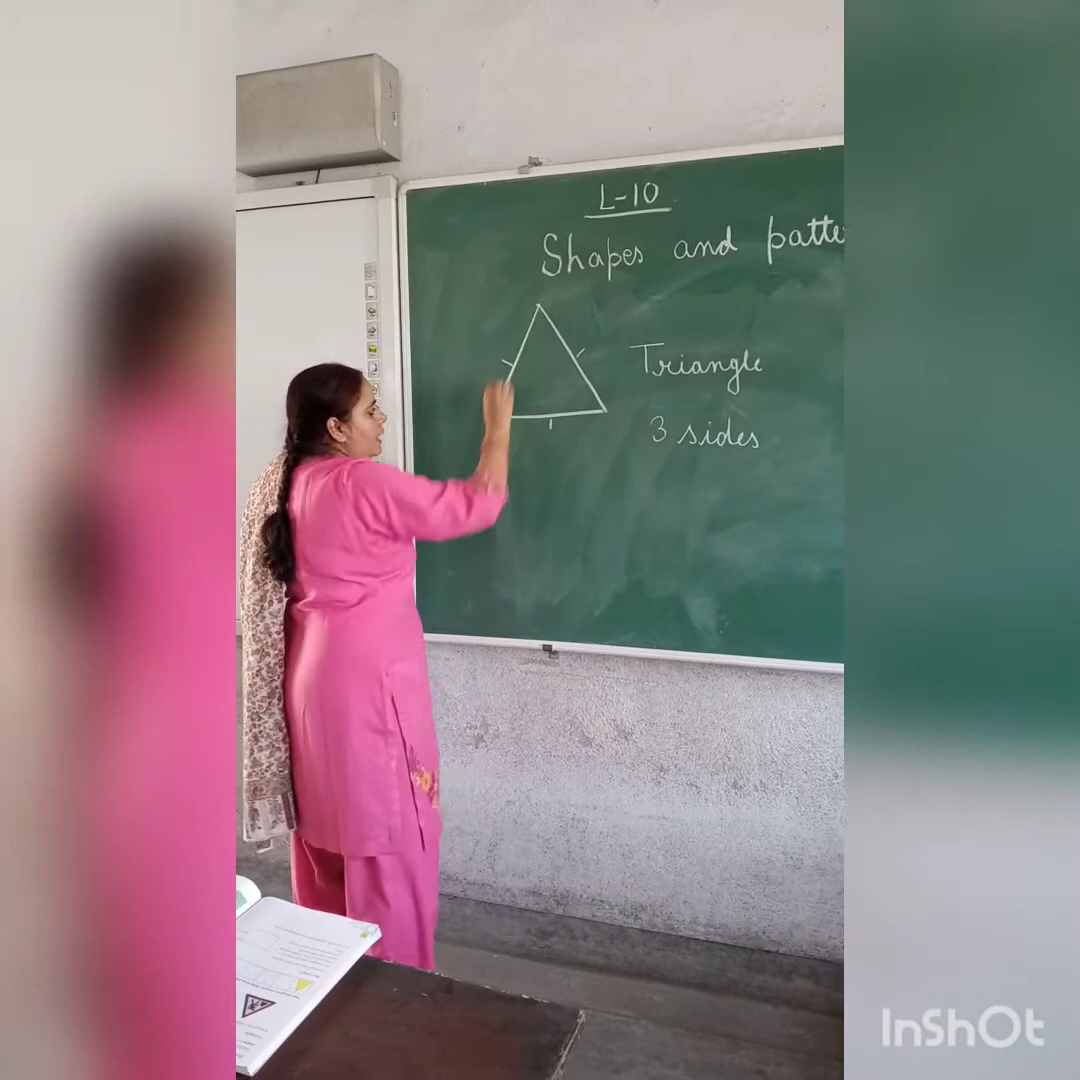 L-10
Shapes and patte
Triangle
3 sides
InShOt